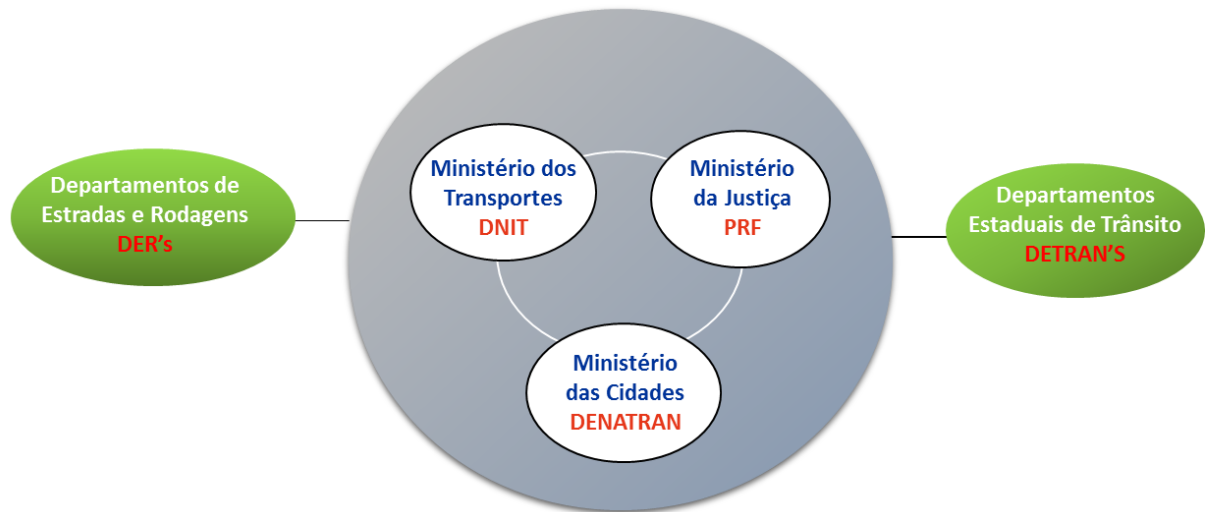 Departamentos de
Estradas e Rodagens
DER's
Ministério dos
Transportes
DNIT
Ministério
da Justiça
PRF
Ministério
das Cidades
DENATRAN
Departamentos
Estaduais de Trânsito
DETRAN'S